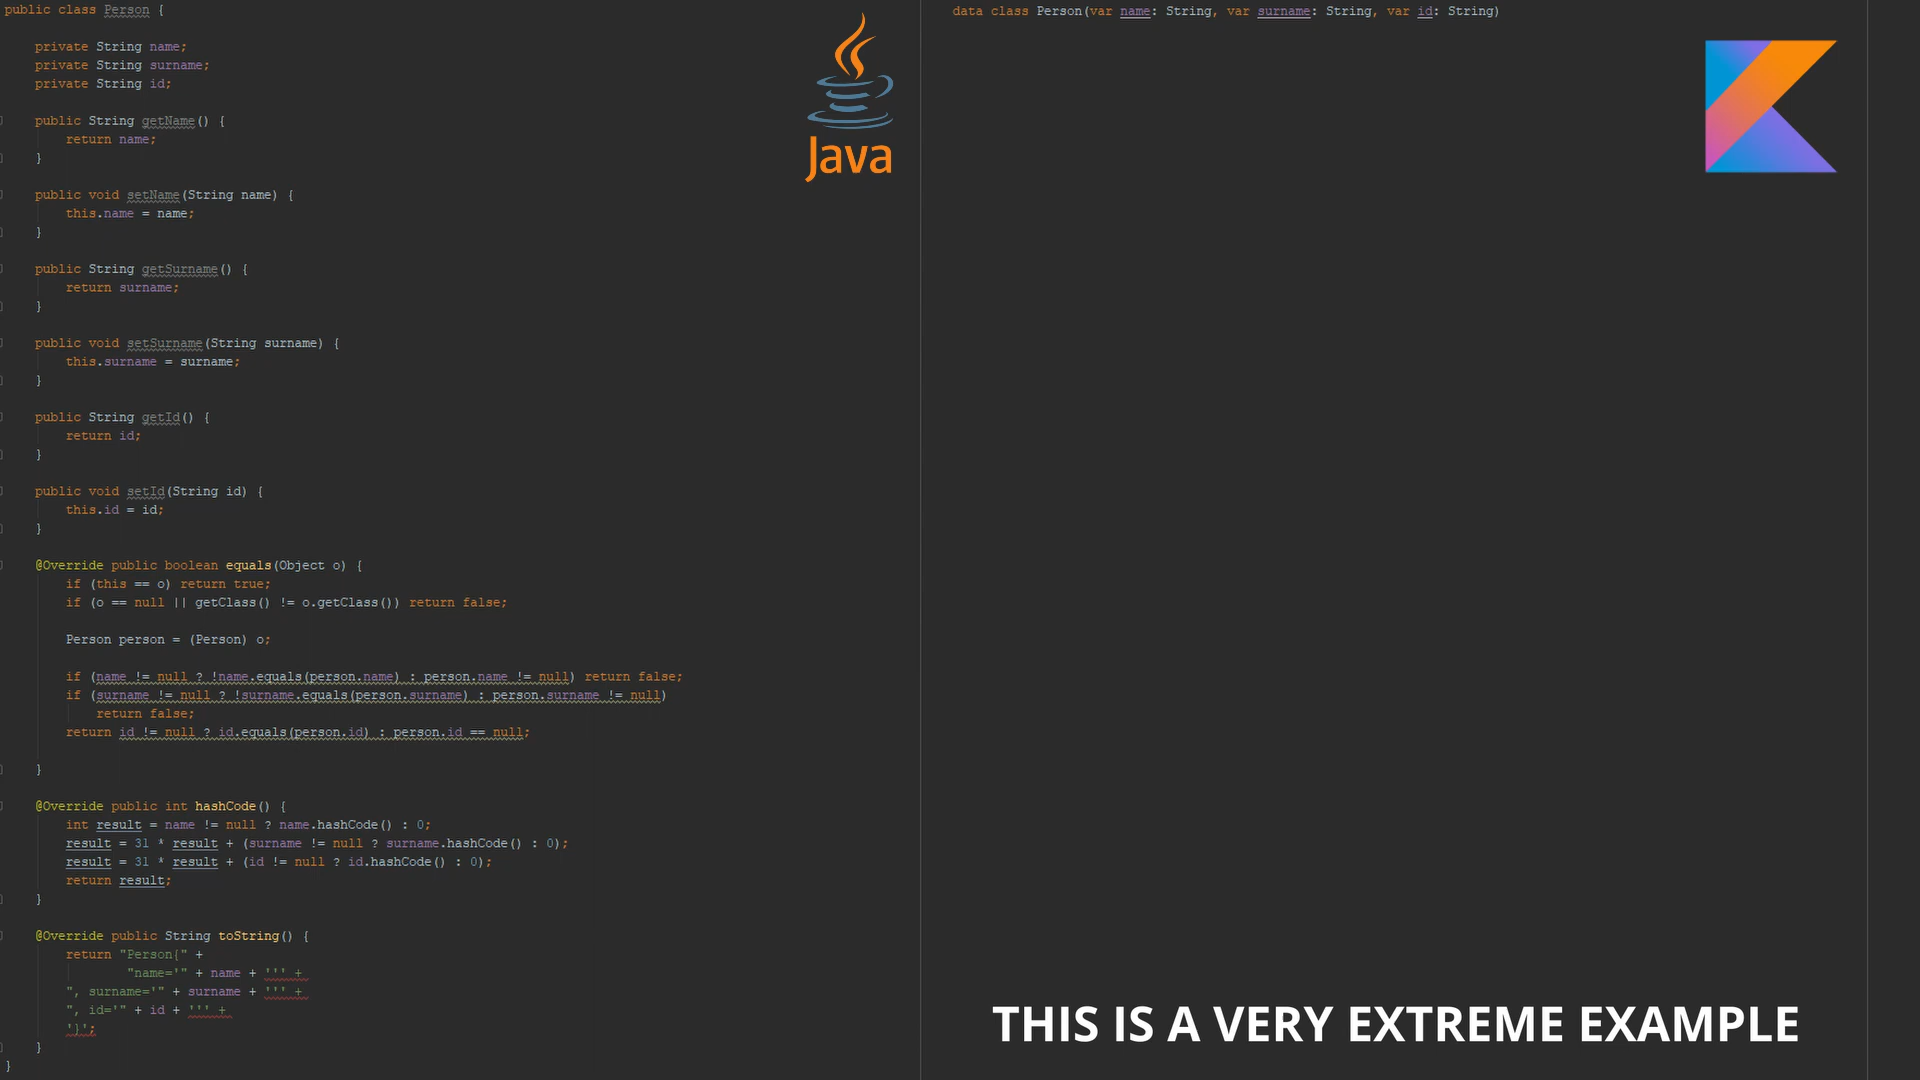 public class Person {
private String name;
private String surname;
private String id;
public String getName() {
return name;
}
public void setName(String name) {
this.name = name;
}
public String getSurname() {
return surname;
}
public void setSurname(String surname) {
this.surname = surname;
}
public String getId() {
return id;
}
public void setId(String id) {
this.id = id;
}
@Override public boolean equals(Object o) {
if (this == o) return true;
if (o == null || getClass() != o.getClass()) return false;
Person person = (Person) o;
if (name != null ? !name.equals(person.name) : person.name != null) return false;
if (surname != null ? !surname.equals(person.surname) : person.surname != null)
return false;
return id != null ? id.equals(person.id) : person.id == null;
}
@Override public int hashCode() {
int result = name != null ? name.hashCode() : 0;
result = 31 * result + (surname != null ? surname.hashCode() : 0);
result = 31 * result + (id != null ? id.hashCode() : 0);
return result;
}
@Override public String toString() {
return "Person{" +
"name='" + name + ''' +
", surname='" + surname + ''' +
", id='" + id + ''' +
'}';
}
}
Java
data class Person(var name: String, var surname: String, var id: String)
THIS IS A VERY EXTREME EXAMPLE